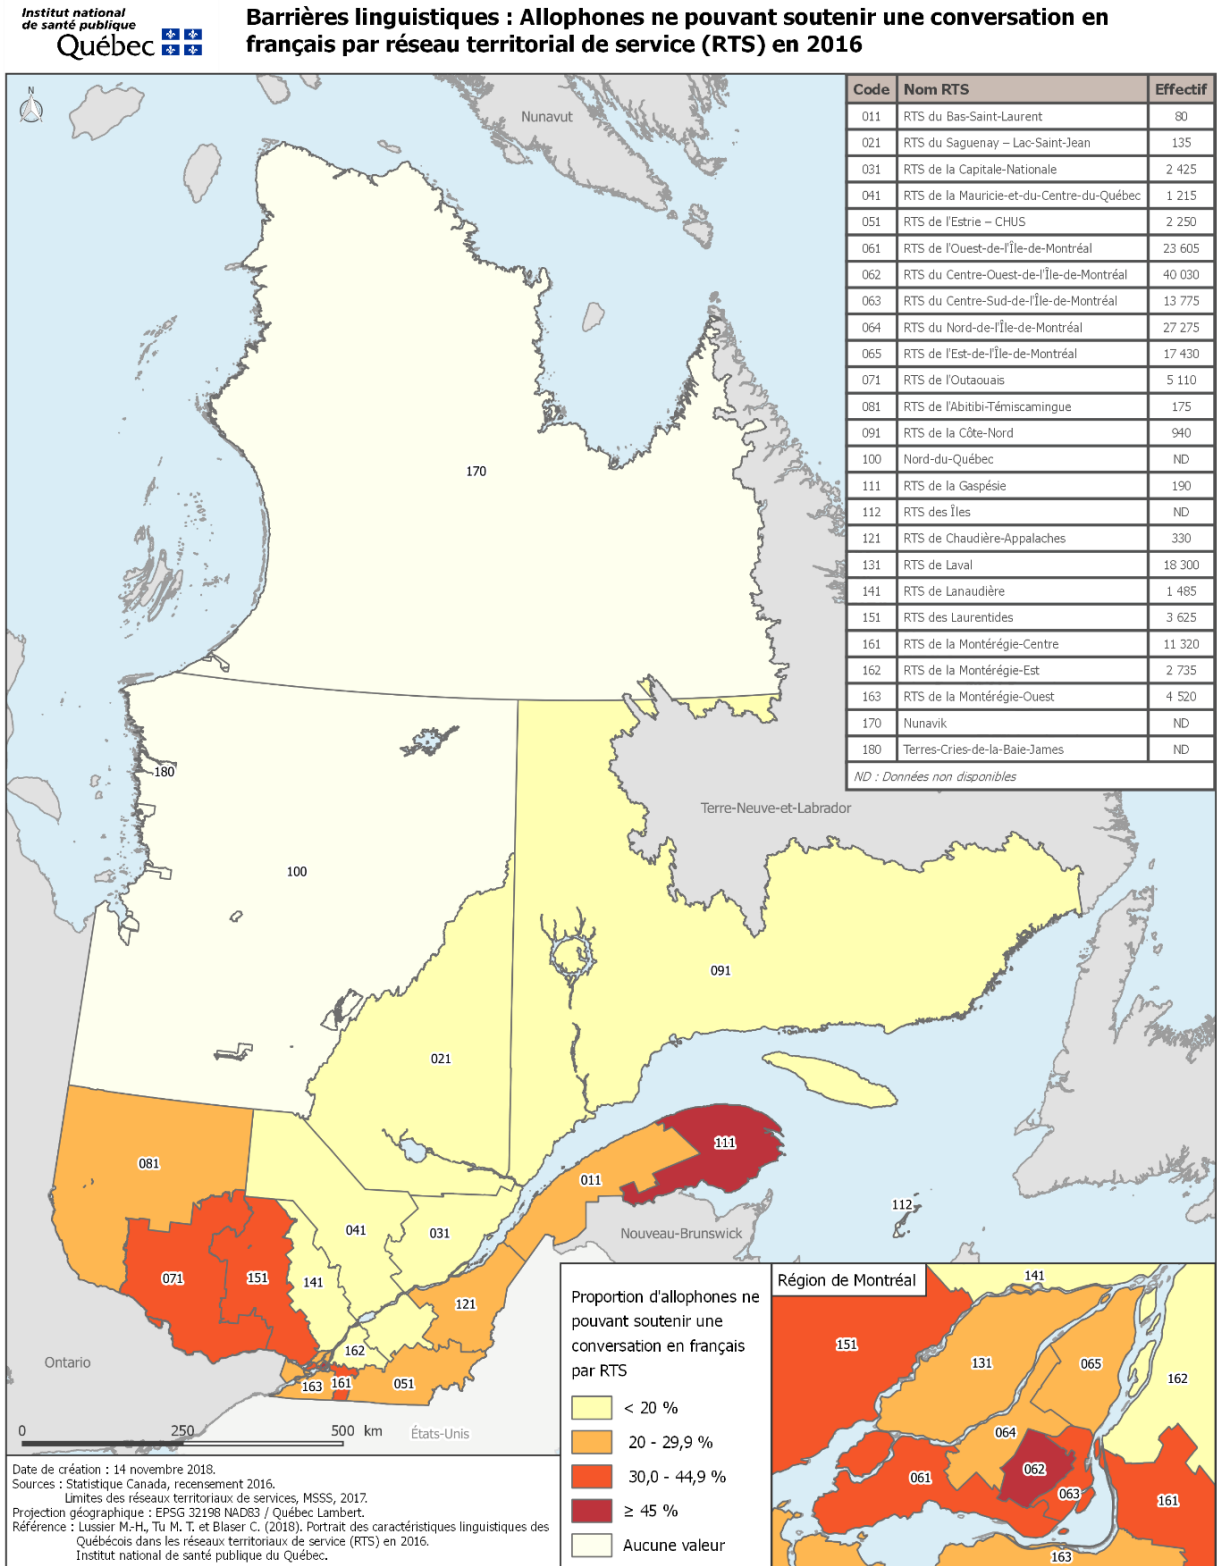 Institut national
de santé publique
Québec
Barrières linguistiques : Allophones ne pouvant soutenir une conversation en
français par réseau territorial de service (RTS) en 2016
N
Nunavut
Code Nom RTS Effectif
011 RTS du Bas-Saint-Laurent 80
021 RTS du Saguenay – Lac-Saint-Jean 135
031 RTS de la Capitale-Nationale 2 425
041 RTS de la Mauricie-et-du-Centre-du-Québec 1 215
051 RTS de l'Estrie – CHUS 2 250
061 RTS de l'Ouest-de-l'Île-de-Montréal 23 605
062 RTS du Centre-Ouest-de-l'Île-de-Montréal 40 030
063 RTS du Centre-Sud-de-l'Île-de-Montréal 13 775
064 RTS du Nord-de-l'Île-de-Montréal 27 275
065 RTS de l'Est-de-l'Île-de-Montréal 17 430
071 RTS de l'Outaouais 5 110
081 RTS de l'Abitibi-Témiscamingue 175
091 RTS de la Côte-Nord 940
100 Nord-du-Québec ND
111 RTS de la Gaspésie 190
112 RTS des Îles ND
121 RTS de Chaudière-Appalaches 330
131 RTS de Laval 18 300
141 RTS de Lanaudière 1 485
151 RTS des Laurentides 3 625
161 RTS de la Montérégie-Centre 11 320
162 RTS de la Montérégie-Est 2 735
163 RTS de la Montérégie-Ouest 4 520
170 Nunavik ND
180 Terres-Cries-de-la-Baie-James ND
ND : Données non disponibles
170
180
Terre-Neuve-et-Labrador
100
091
021
111
081
011
112
041
031
Nouveau-Brunswick
071
151
141
121
162
Ontario
163
161
051
0 250 500 km
États-Unis
Proportion d'allophones ne
pouvant soutenir une
conversation en français
par RTS
< 20 %
20 - 29,9 %
30,0 - 44,9 %
≥ 45 %
Aucune valeur
Région de Montréal
141
151
131
065
162
064
062
061
063
161
163
Date de création : 14 novembre 2018.
Sources : Statistique Canada, recensement 2016.
Limites des réseaux territoriaux de services, MSSS, 2017.
Projection géographique : EPSG 32198 NAD83 / Québec Lambert.
Référence : Lussier M.-H., Tu M. T. et Blaser C. (2018). Portrait des caractéristiques linguistiques des
Québécois dans les réseaux territoriaux de service (RTS) en 2016.
Institut national de santé publique du Québec.